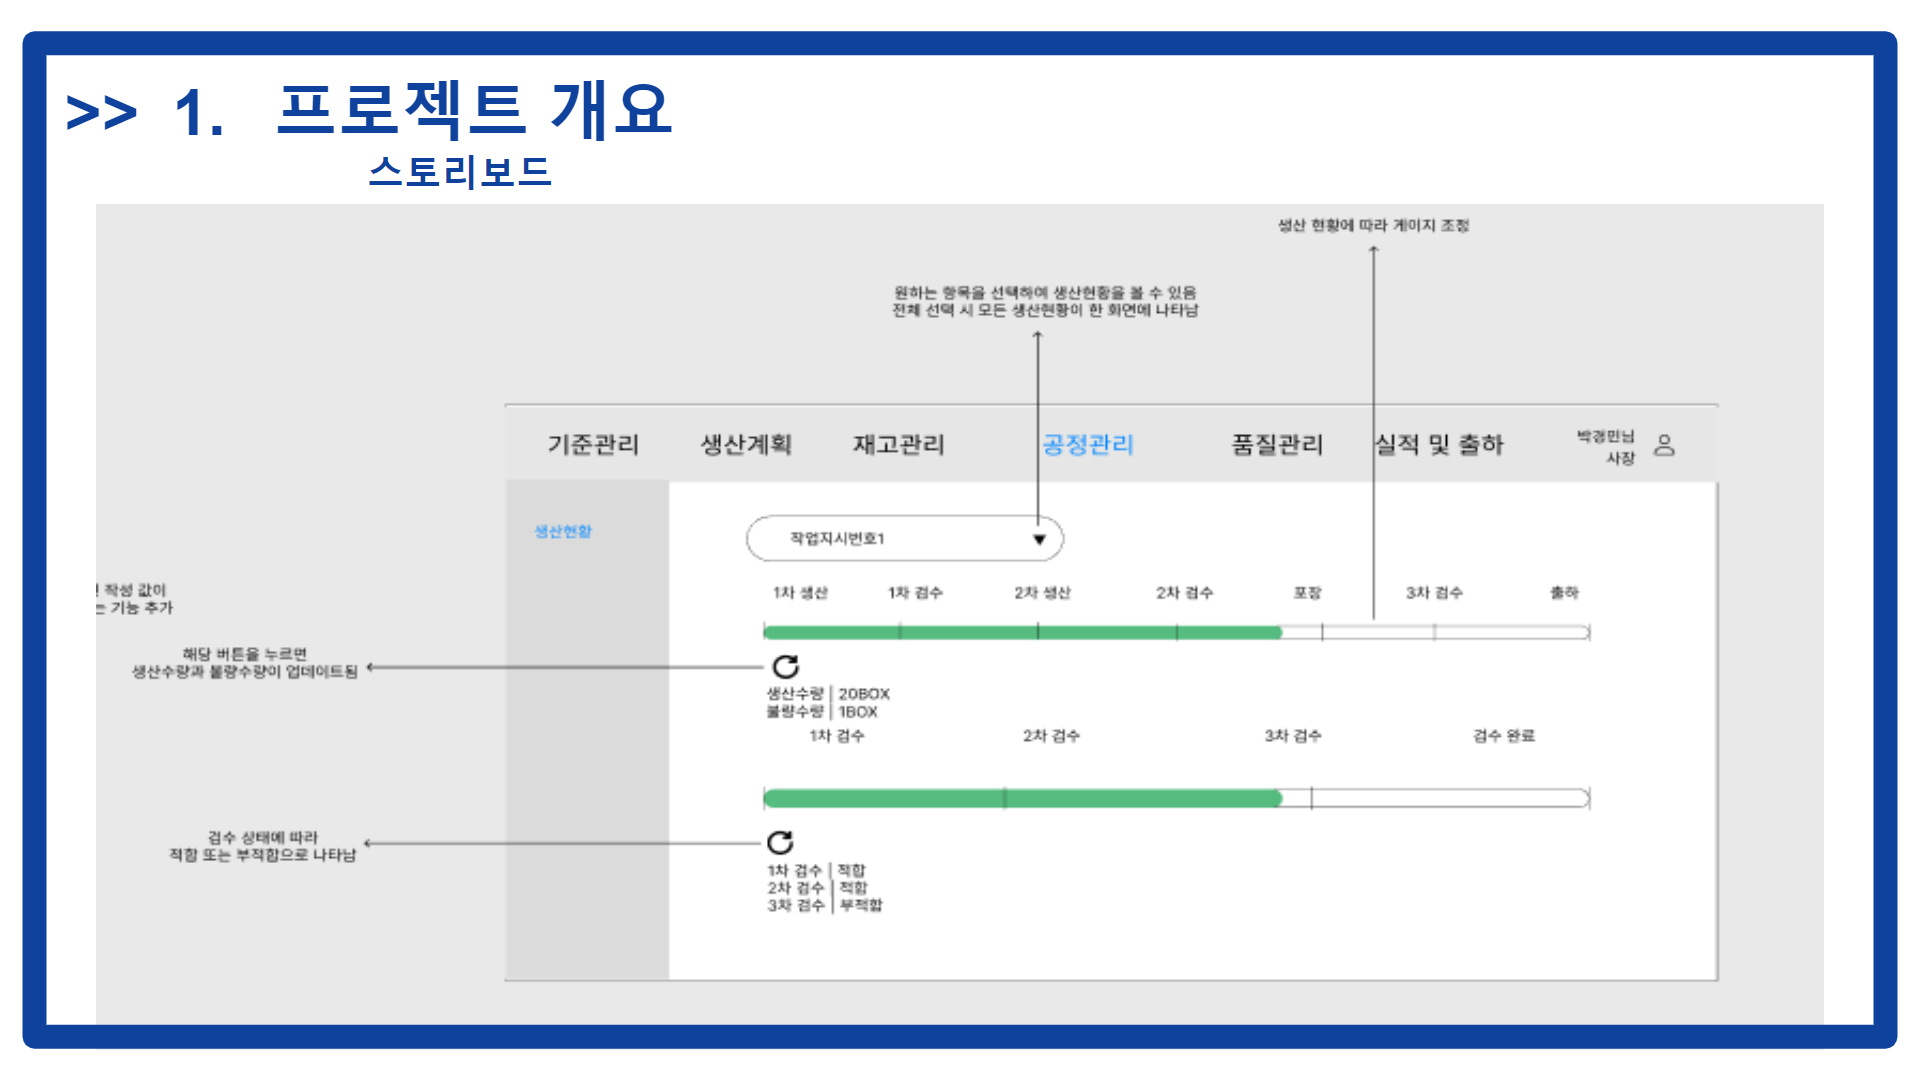 >> 1. 프로젝트 개요
스토리보드
생산 현황에 따라 게이지 조정
원하는 항목을 선택하여 생산현황을 볼 수 있음
전체 선택 시 모든 생산현황이 한 화면에 나타남
기준관리 생산계획 재고관리 공정관리 품질관리 실적 및 출하 박경민님
사장
생산현황
작업지시번호1
작성 값이
기능 추가
1차 생산 1차 검수 2차 생산 2차 검수 포장 3차 검수 출하
해당 버튼을 누르면
생산수량과 불량수량이 업데이트됨
생산수량 | 20BOX
불량수량 | 1BOX
1차 검수 2차 검수 3차 검수 검수 완료
검수 상태에 따라
적합 또는 부적합으로 나타남
1차 검수 | 적합
2차 검수 | 적합
3차 검수 | 부적합